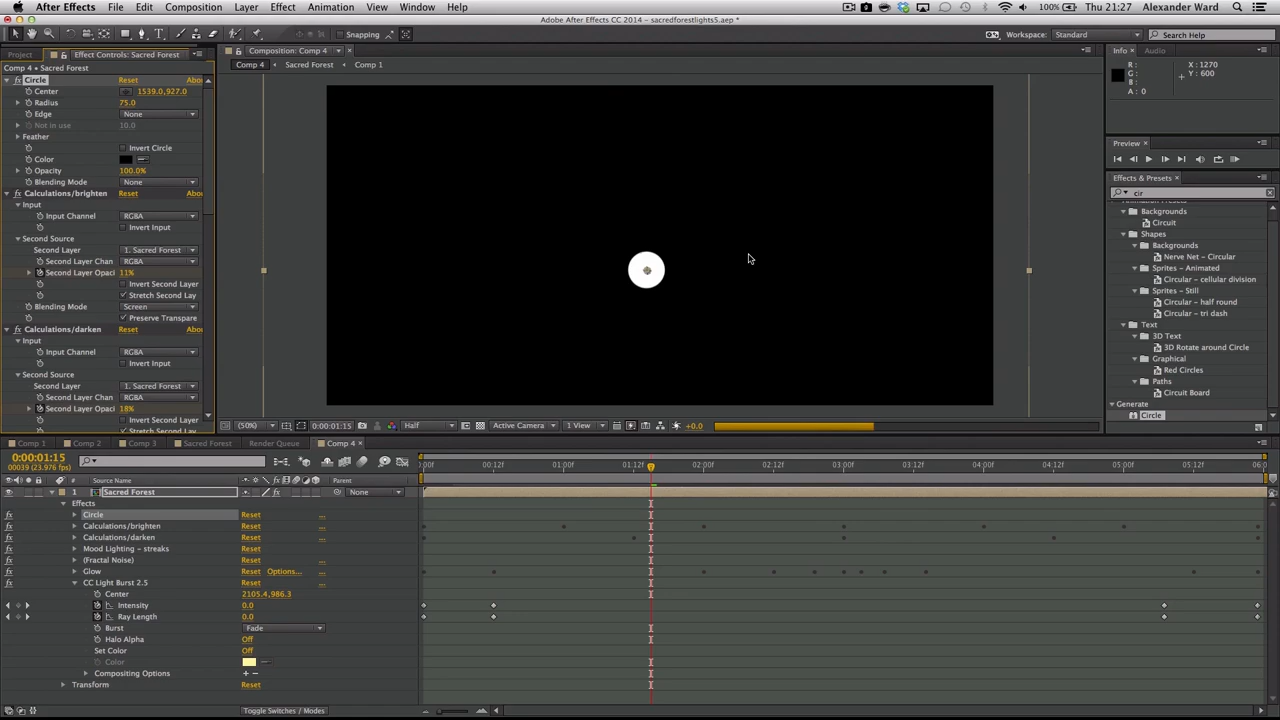 After Effects File Edit Composition Layer Effect Animation View Window Help 100% Thu 21:27 Alexander Ward
Adobe After Effects CC 2014 - sacredforestlights5.aep *
Snapping Workspace: Standard Search Help
Project Effect Controls: Sacred Forest
Comp 4 • Sacred Forest
Circle Reset Abou
Center 1539.0,927.0
Radius 75.0
Edge None
Not in use 10.0
Feather
Invert Circle
Color
Opacity 100.0%
Blending Mode None
Calculations/brighten Reset Abou
Input
Input Channel RGBA
Invert Input
Second Source
Second Layer 1. Sacred Forest
Second Layer Chan RGBA
Second Layer Opaci 11%
Invert Second Layer
Stretch Second Lay
Blending Mode Screen
Preserve Transpare
Calculations/darken Reset Abou
Input
Input Channel RGBA
Invert Input
Second Source
Second Layer 1. Sacred Forest
Second Layer Chan RGBA
Second Layer Opaci 18%
Invert Second Layer
Stretch Second Lay
Composition: Comp 4
Comp 4 Sacred Forest Comp 1
(50%) 0:00:01:15 Half Active Camera 1 View +0.0
Info Audio
R : X : 1270
G : Y : 600
B :
A : 0
Preview
Effects & Presets
cir
Animation Presets
Backgrounds
Circuit
Shapes
Backgrounds
Nerve Net - Circular
Sprites - Animated
Circular - cellular division
Sprites - Still
Circular - half round
Circular - tri dash
Text
3D Text
3D Rotate around Circle
Graphical
Red Circles
Paths
Circuit Board
Generate
Circle
Comp 1 Comp 2 Comp 3 Sacred Forest Render Queue Comp 4
0:00:01:15
00039 (23.976 fps)
:00f 00:12f 01:00f 01:12f 02:00f 02:12f 03:00f 03:12f 04:00f 04:12f 05:00f 05:12f 06:0
# Source Name Parent
1 Sacred Forest None
Effects
Circle Reset ...
Calculations/brighten Reset ...
Calculations/darken Reset ...
Mood Lighting - streaks Reset ...
(Fractal Noise) Reset ...
Glow Reset Options... ...
CC Light Burst 2.5 Reset ...
Center 2105.4,986.3
Intensity 0.0
Ray Length 0.0
Burst Fade
Halo Alpha Off
Set Color Off
Color
Compositing Options + −
Transform Reset
Toggle Switches / Modes